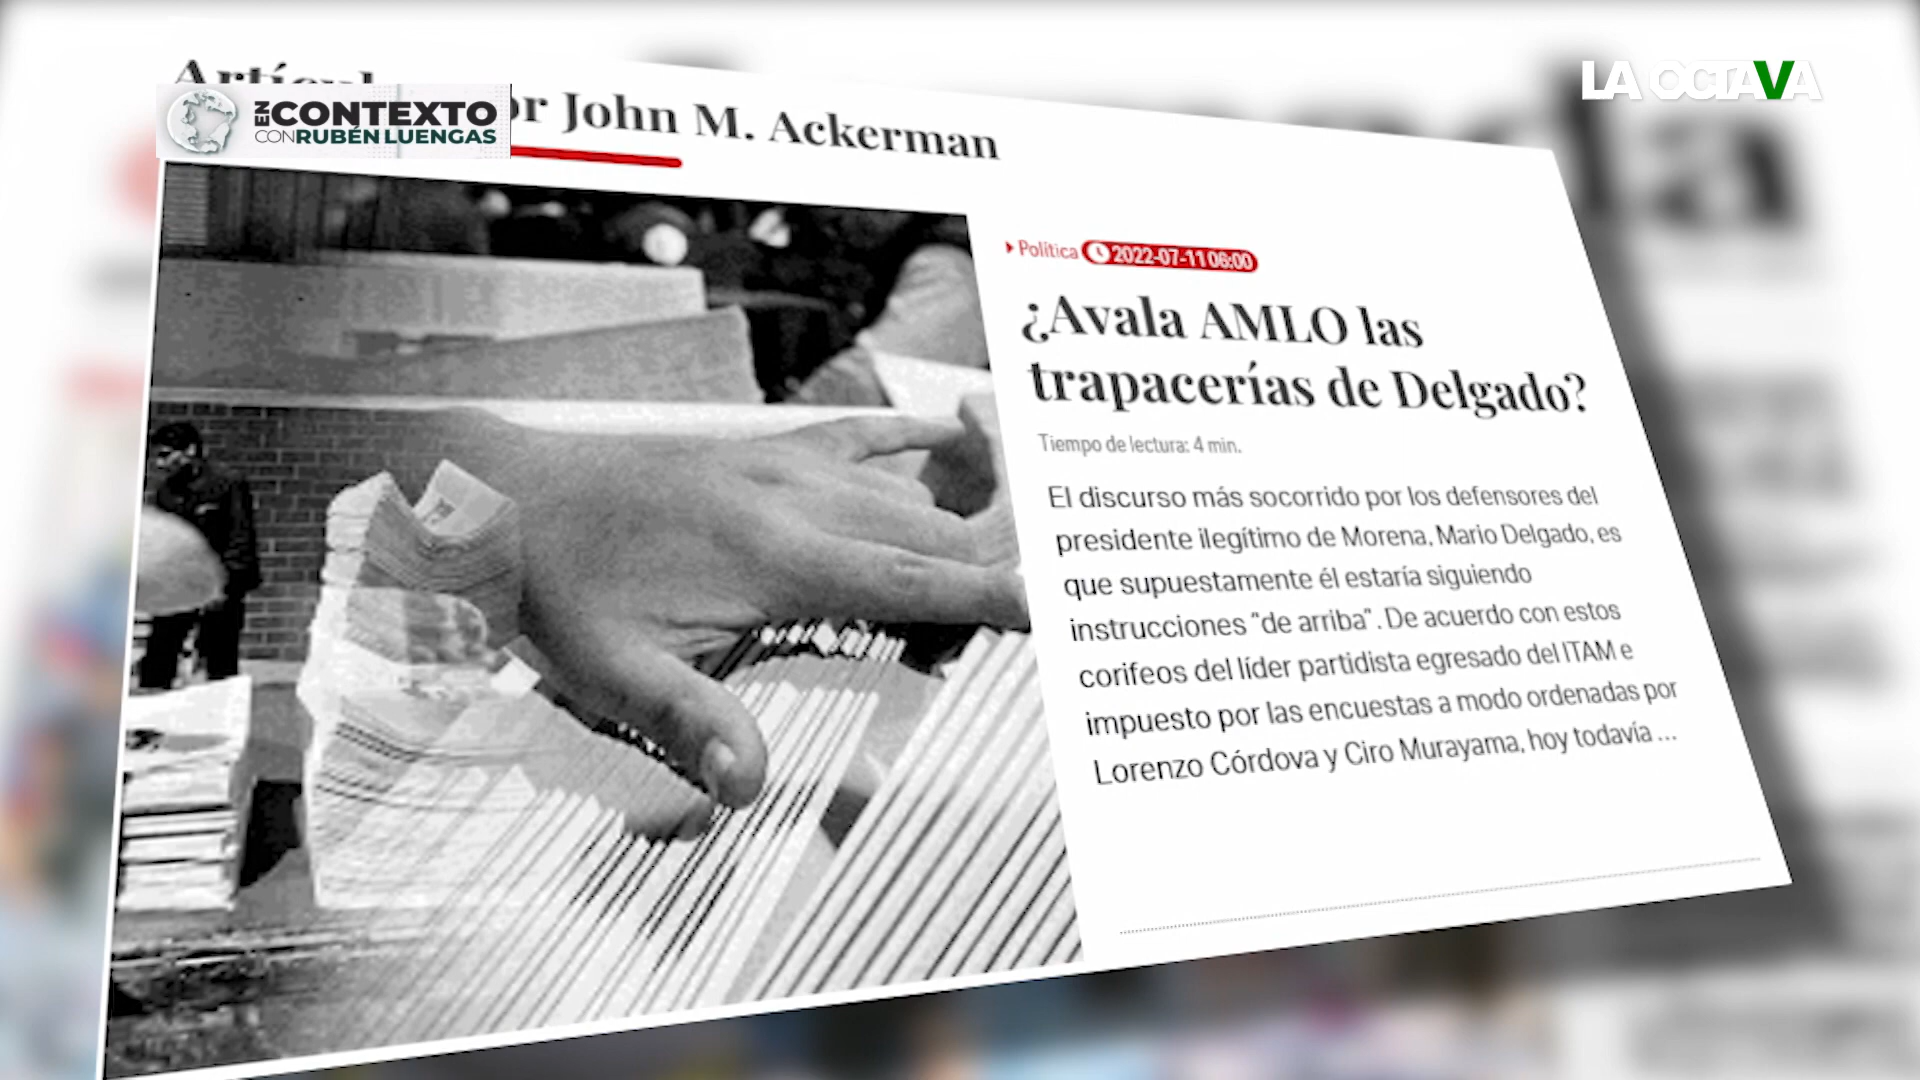 LA OCTAVA
EN CONTEXTO
CON RUBÉN LUENGAS
John M. Ackerman
Política 2022-07-11 06:00
¿Avala AMLO las
trapacerías de Delgado?
Tiempo de lectura: 4 min.
El discurso más socorrido por los defensores del
presidente ilegítimo de Morena, Mario Delgado, es
que supuestamente él estaría siguiendo
instrucciones "de arriba". De acuerdo con estos
corifeos del líder partidista egresado del ITAM e
impuesto por las encuestas a modo ordenadas por
Lorenzo Córdova y Ciro Murayama, hoy todavía ...